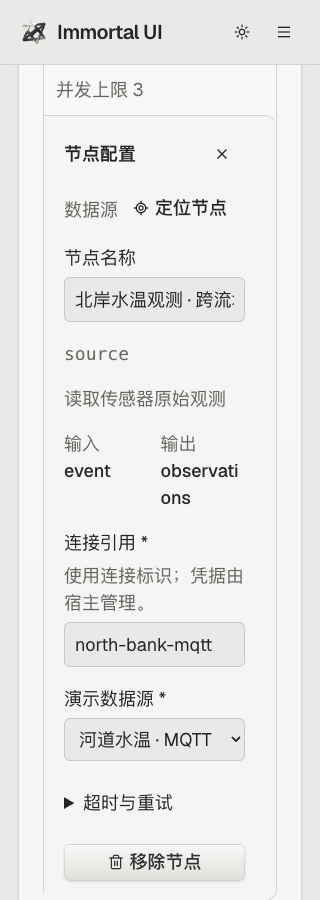 Immortal UI
并发上限 3
节点配置
数据源 定位节点
节点名称
北岸水温观测 · 跨流
source
读取传感器原始观测
输入 输出
event observati
ons
连接引用 *
使用连接标识；凭据由
宿主管理。
north-bank-mqtt
演示数据源 *
河道水温 · MQTT
超时与重试
移除节点